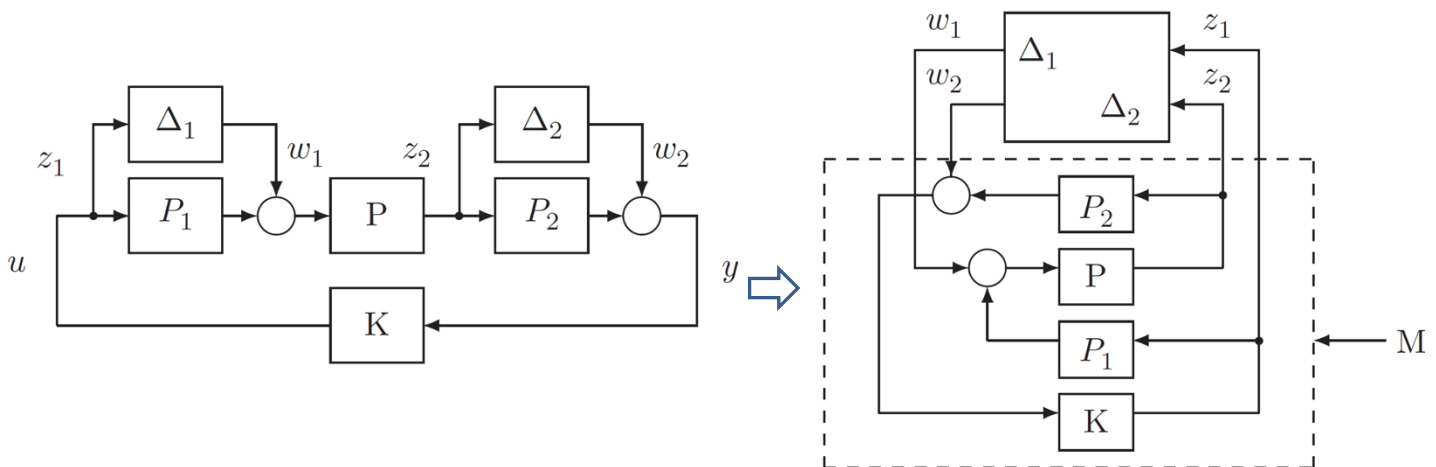 Δ₁
Δ₂
z₁
w₁
z₂
w₂
P₁
P
P₂
u
y
K
w₁
z₁
Δ₁
w₂
z₂
Δ₂
P₂
P
P₁
M
K